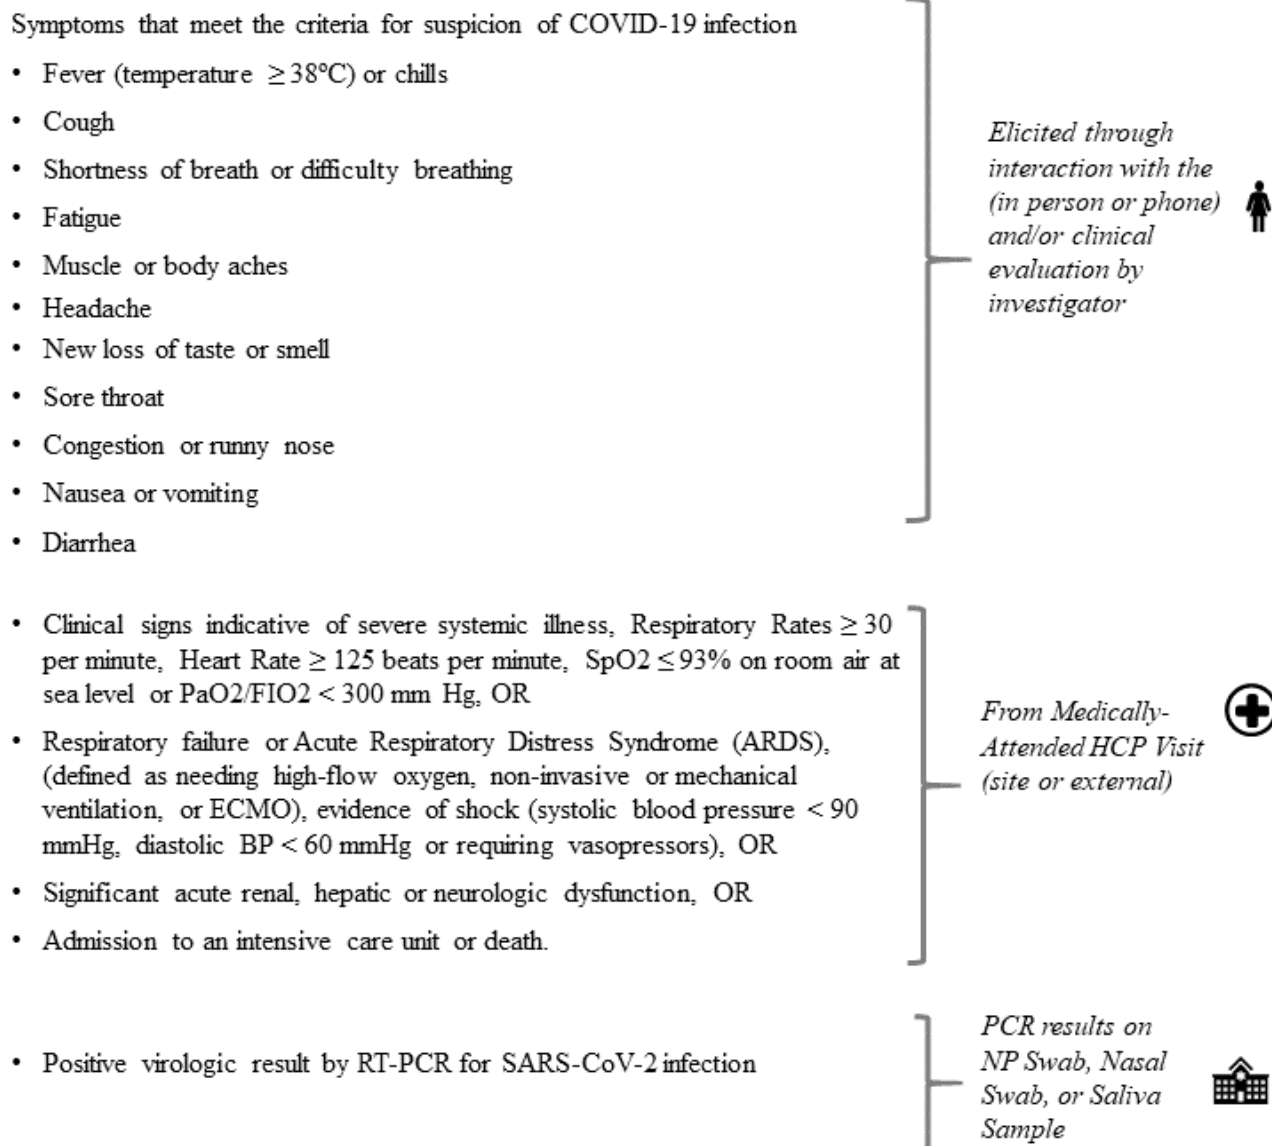 Symptoms that meet the criteria for suspicion of COVID-19 infection
• Fever (temperature ≥ 38°C) or chills
• Cough
• Shortness of breath or difficulty breathing
• Fatigue
• Muscle or body aches
• Headache
• New loss of taste or smell
• Sore throat
• Congestion or runny nose
• Nausea or vomiting
• Diarrhea
Elicited through
interaction with the
(in person or phone)
and/or clinical
evaluation by
investigator
• Clinical signs indicative of severe systemic illness, Respiratory Rates ≥ 30
per minute, Heart Rate ≥ 125 beats per minute, SpO2 ≤ 93% on room air at
sea level or PaO2/FIO2 < 300 mm Hg, OR
• Respiratory failure or Acute Respiratory Distress Syndrome (ARDS),
(defined as needing high-flow oxygen, non-invasive or mechanical
ventilation, or ECMO), evidence of shock (systolic blood pressure < 90
mmHg, diastolic BP < 60 mmHg or requiring vasopressors), OR
• Significant acute renal, hepatic or neurologic dysfunction, OR
• Admission to an intensive care unit or death.
From Medically-
Attended HCP Visit
(site or external)
• Positive virologic result by RT-PCR for SARS-CoV-2 infection
PCR results on
NP Swab, Nasal
Swab, or Saliva
Sample